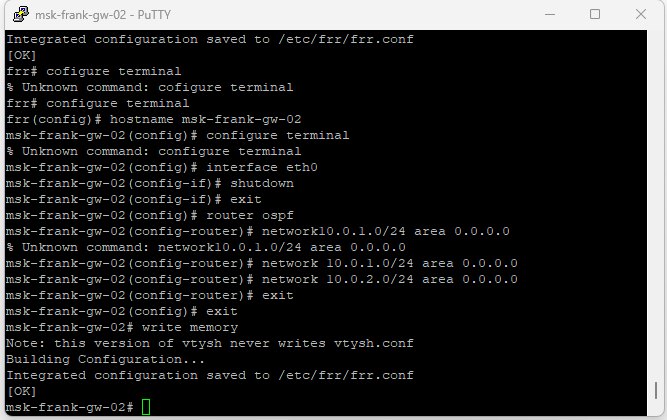 msk-frank-gw-02 - PuTTY
Integrated configuration saved to /etc/frr/frr.conf
[OK]
frr# cofigure terminal
% Unknown command: cofigure terminal
frr# configure terminal
frr(config)# hostname msk-frank-gw-02
msk-frank-gw-02(config)# configure terminal
% Unknown command: configure terminal
msk-frank-gw-02(config)# interface eth0
msk-frank-gw-02(config-if)# shutdown
msk-frank-gw-02(config-if)# exit
msk-frank-gw-02(config)# router ospf
msk-frank-gw-02(config-router)# network10.0.1.0/24 area 0.0.0.0
% Unknown command: network10.0.1.0/24 area 0.0.0.0
msk-frank-gw-02(config-router)# network 10.0.1.0/24 area 0.0.0.0
msk-frank-gw-02(config-router)# network 10.0.2.0/24 area 0.0.0.0
msk-frank-gw-02(config-router)# exit
msk-frank-gw-02(config)# exit
msk-frank-gw-02# write memory
Note: this version of vtysh never writes vtysh.conf
Building Configuration...
Integrated configuration saved to /etc/frr/frr.conf
[OK]
msk-frank-gw-02#